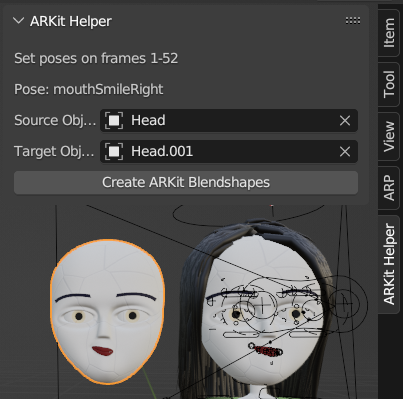 ARKit Helper
Set poses on frames 1-52
Pose: mouthSmileRight
Source Obj... Head
Target Obj... Head.001
Create ARKit Blendshapes
Item
Tool
View
ARP
ARKit Helper